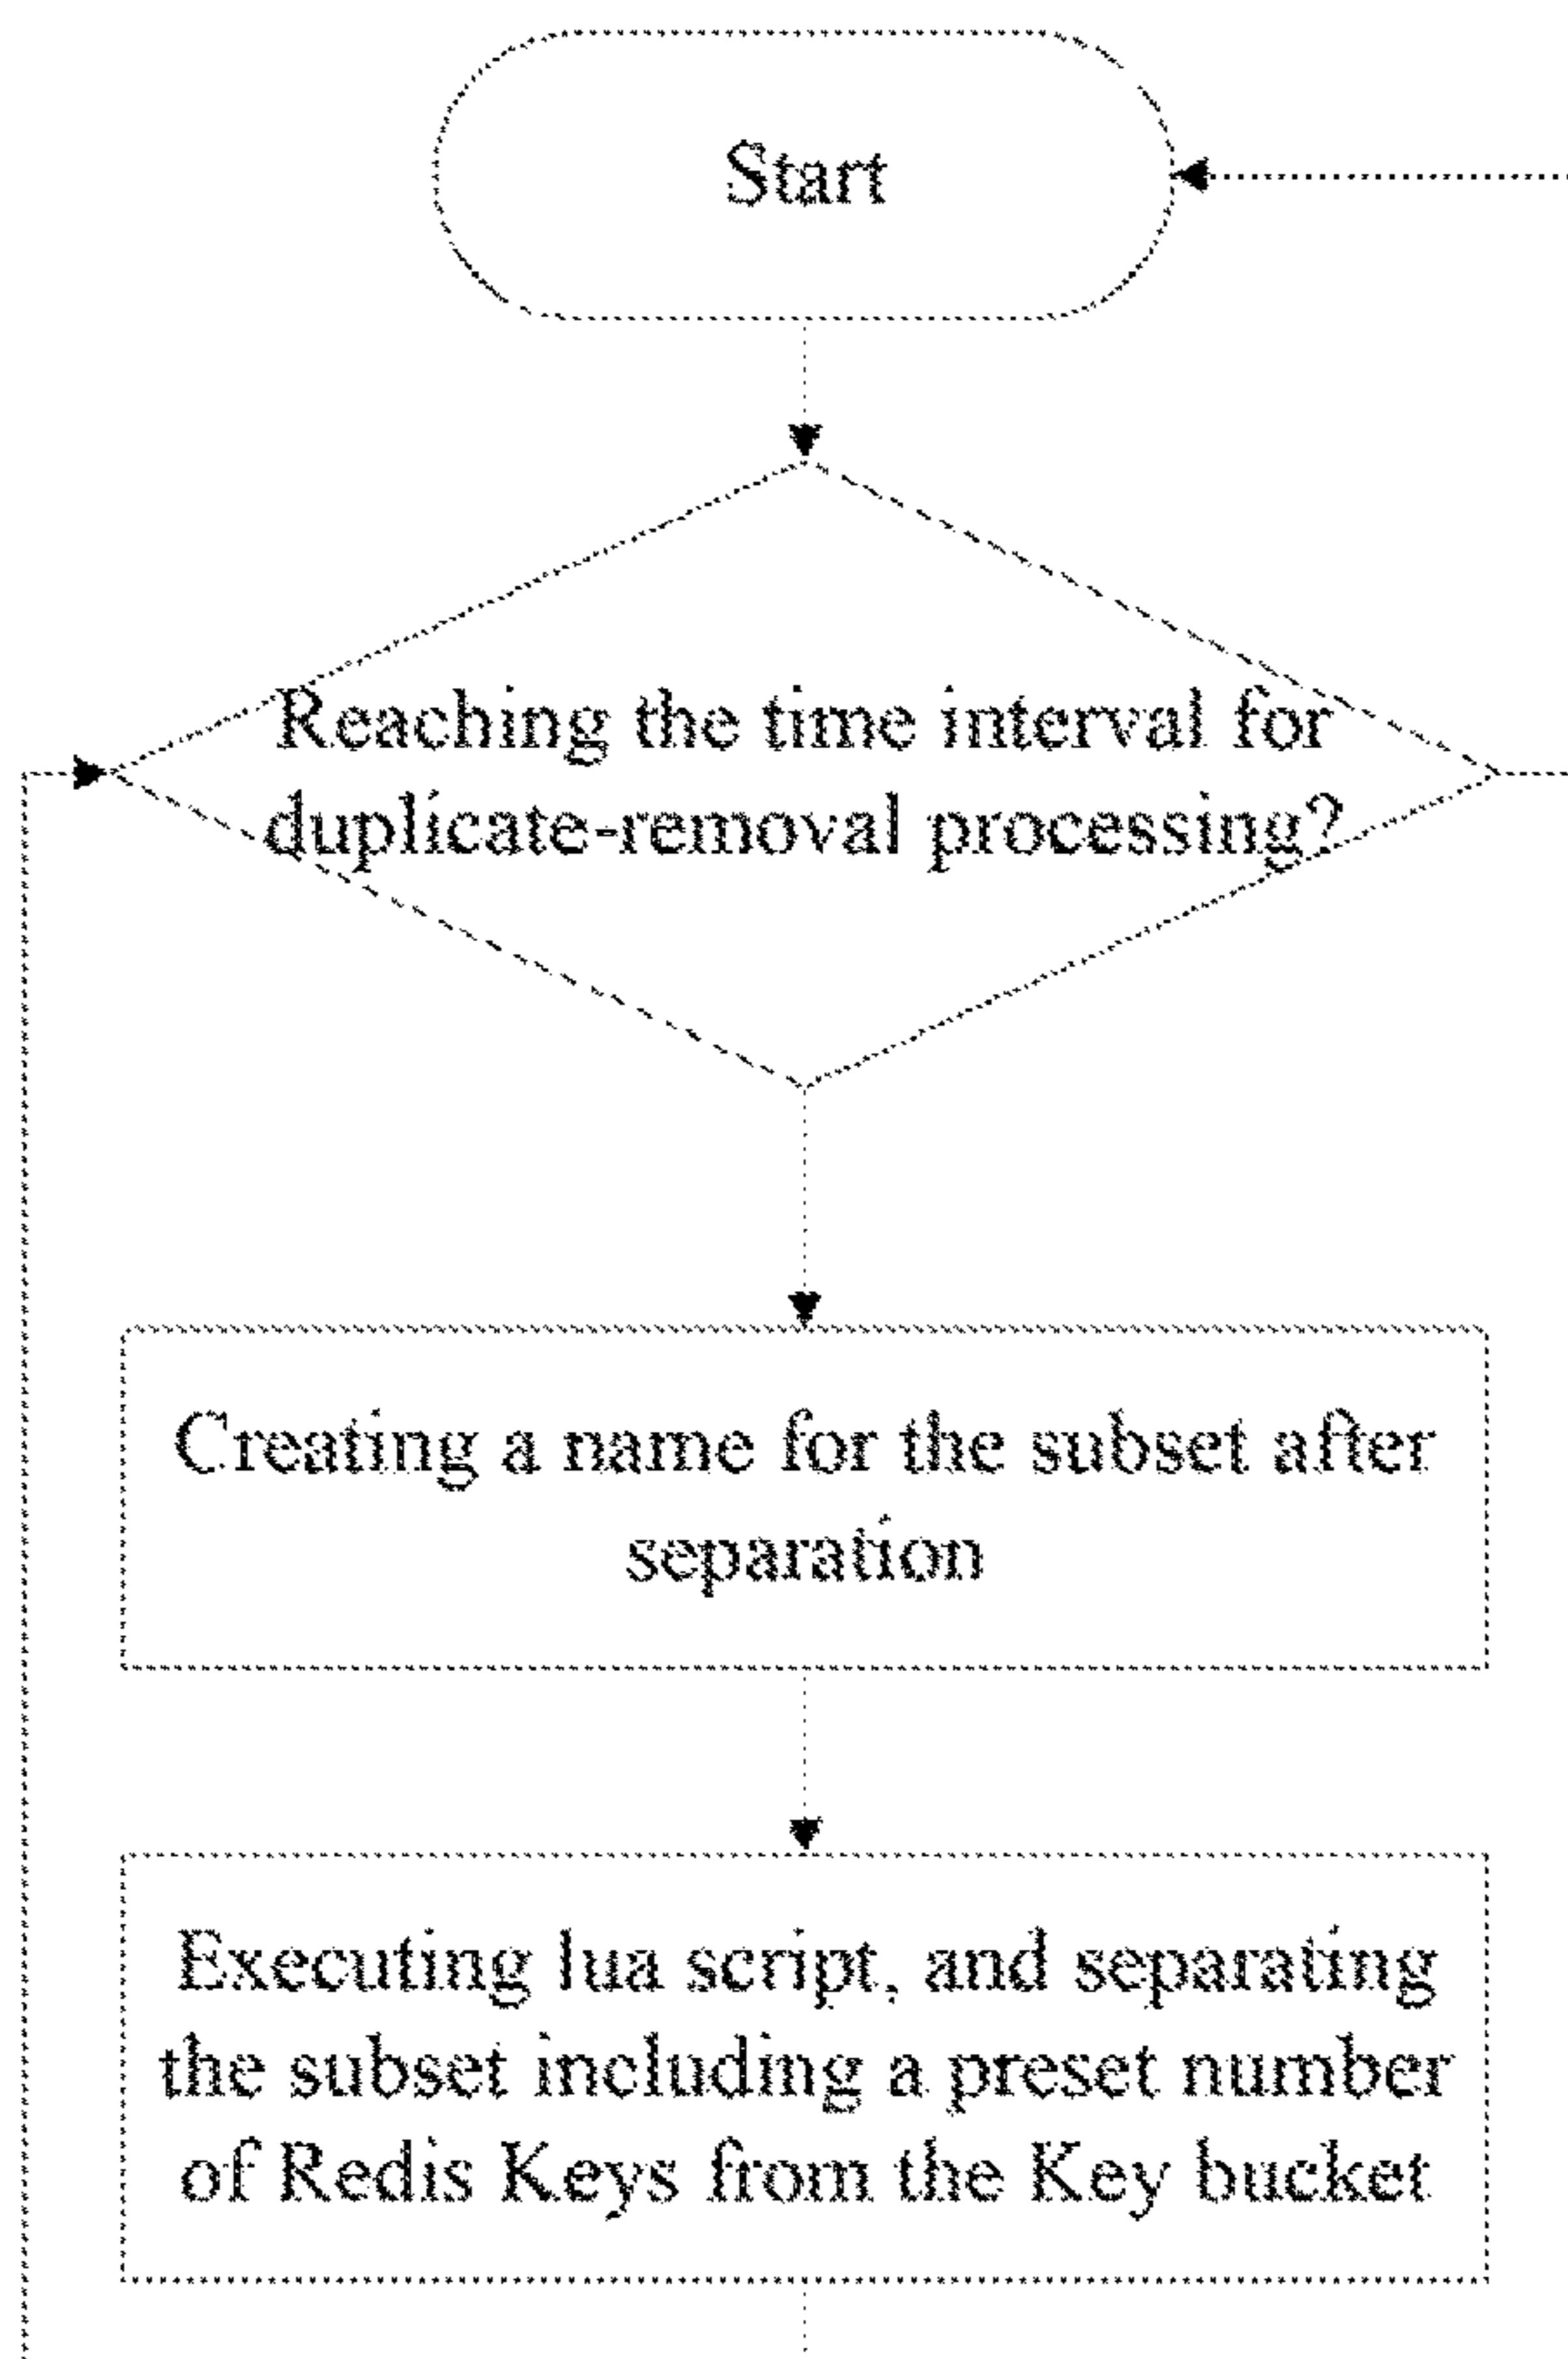 Start
Reaching the time interval for
duplicate-removal processing?
Creating a name for the subset after
separation
Executing lua script, and separating
the subset including a preset number
of Redis Keys from the Key bucket